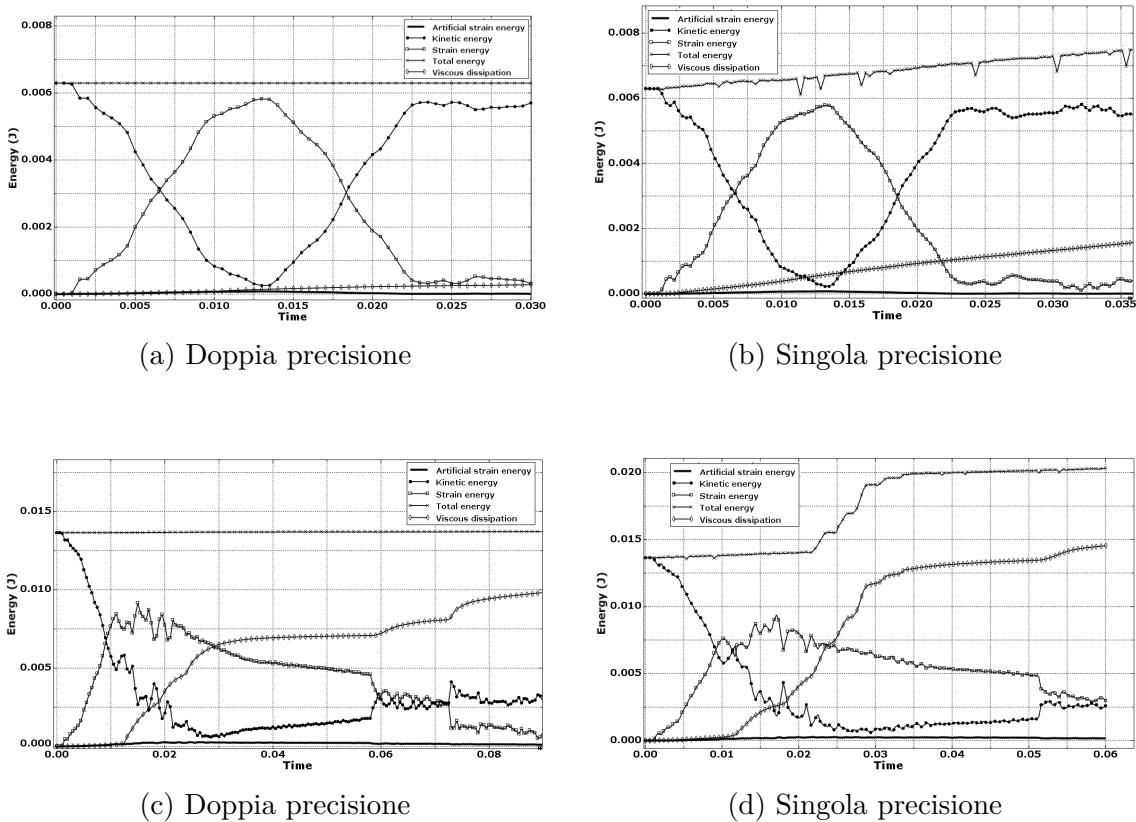 0.008
0.006
0.004
0.002
0.000
Energy (J)
Artificial strain energy
Kinetic energy
Strain energy
Total energy
Viscous dissipation
0.000 0.005 0.010 0.015 0.020 0.025 0.030
Time
(a) Doppia precisione
0.008
0.006
0.004
0.002
0.000
Energy (J)
Artificial strain energy
Kinetic energy
Strain energy
Total energy
Viscous dissipation
0.000 0.005 0.010 0.015 0.020 0.025 0.030 0.035
Time
(b) Singola precisione
0.015
0.010
0.005
0.000
Energy (J)
Artificial strain energy
Kinetic energy
Strain energy
Total energy
Viscous dissipation
0.00 0.02 0.04 0.06 0.08
Time
(c) Doppia precisione
0.020
0.015
0.010
0.005
0.000
Energy (J)
Artificial strain energy
Kinetic energy
Strain energy
Total energy
Viscous dissipation
0.00 0.01 0.02 0.03 0.04 0.05 0.06
Time
(d) Singola precisione